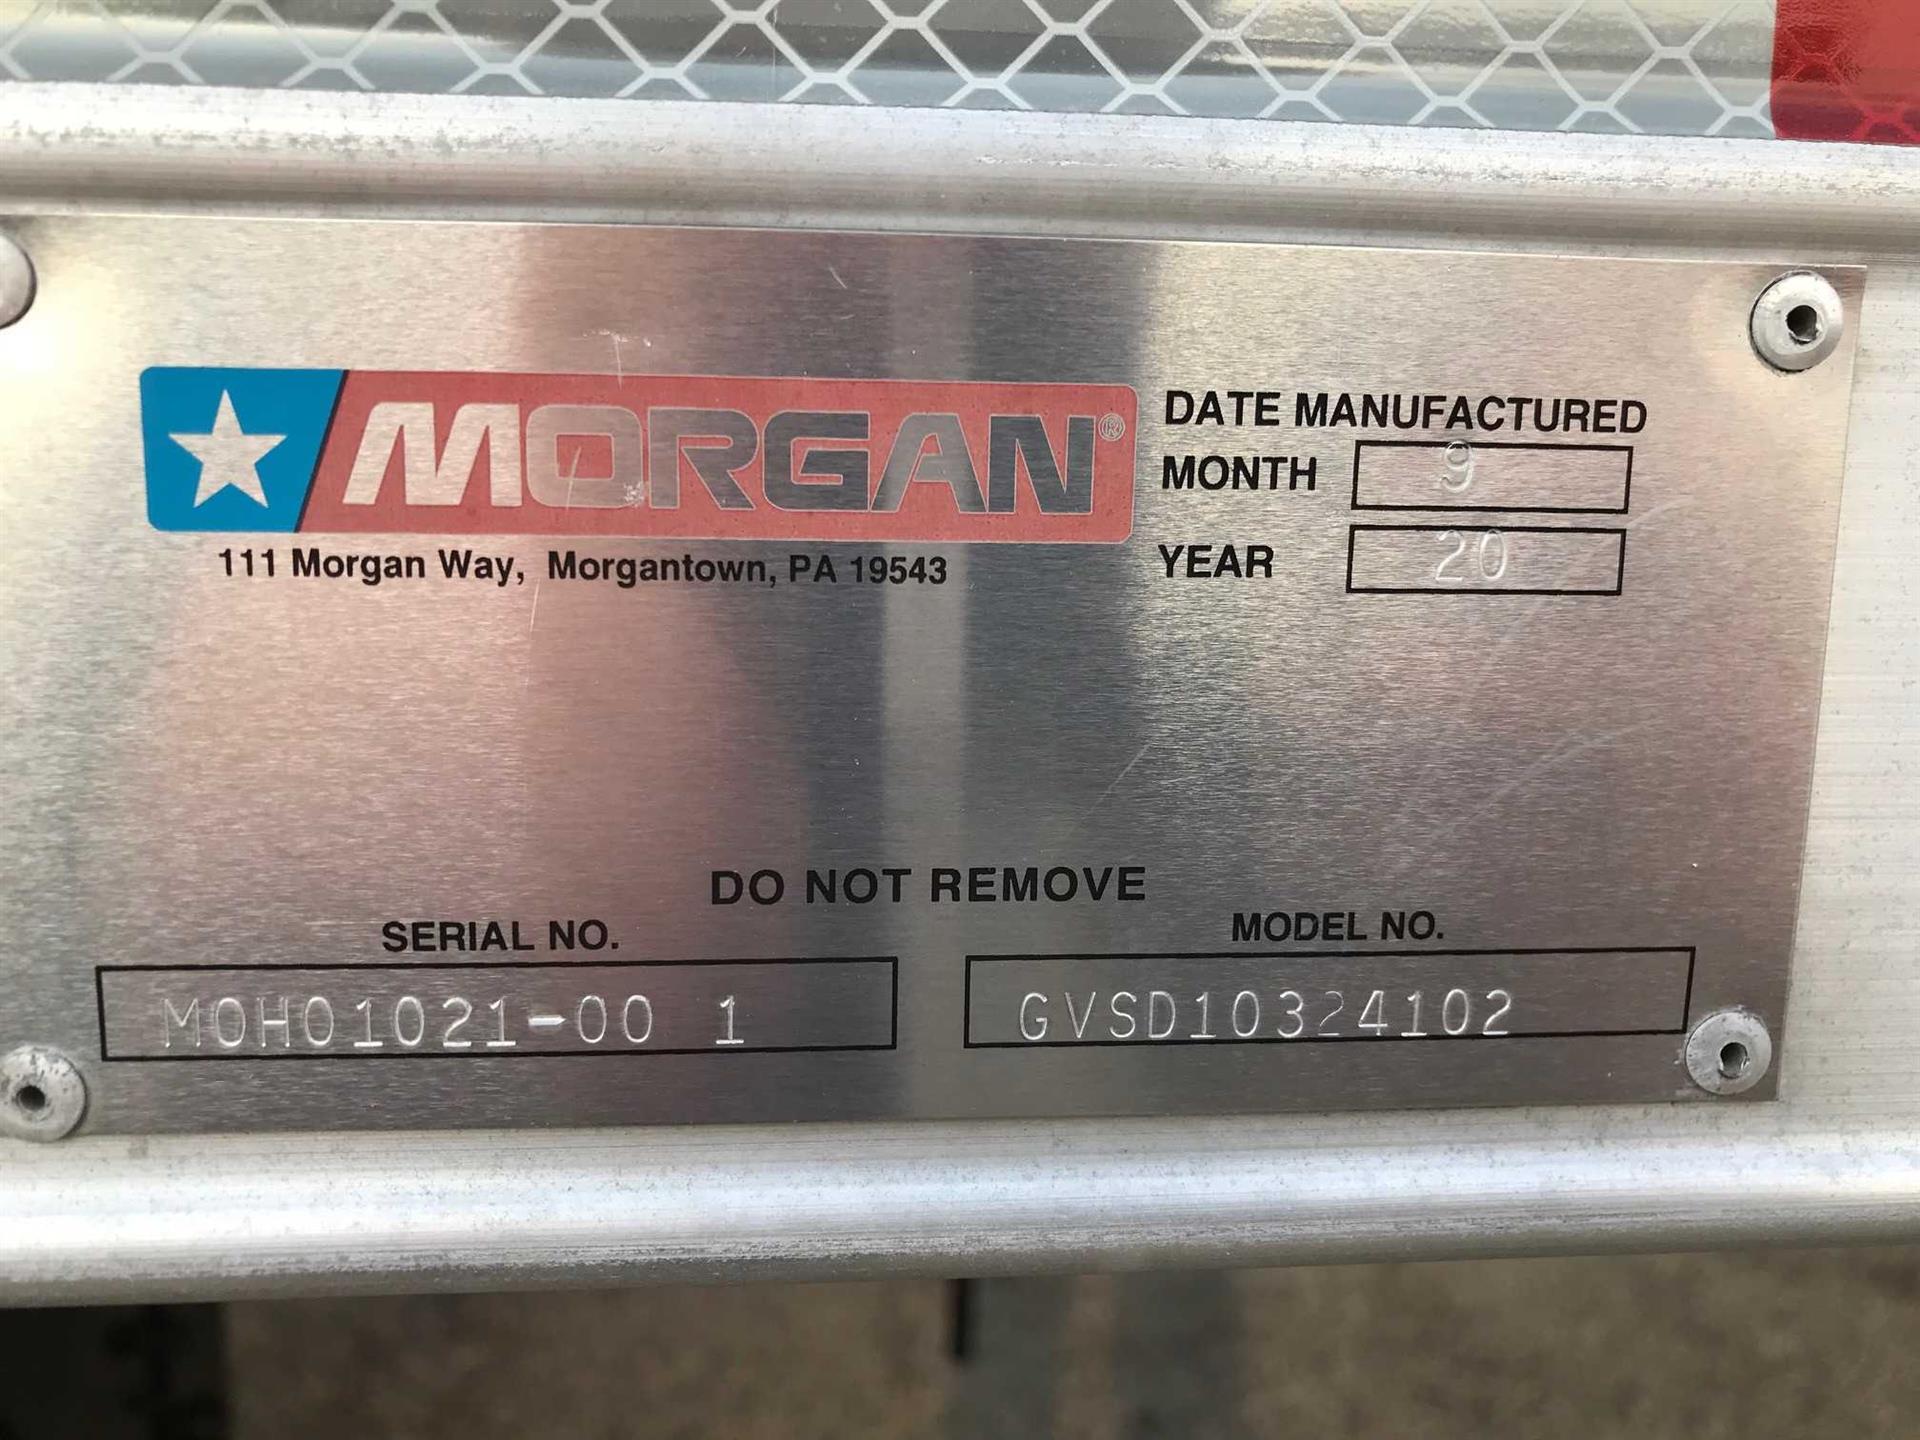 MORGAN®
111 Morgan Way, Morgantown, PA 19543
DATE MANUFACTURED
MONTH 9
YEAR 20
DO NOT REMOVE
SERIAL NO.
MOH01021-00 1
MODEL NO.
GVSD10324102